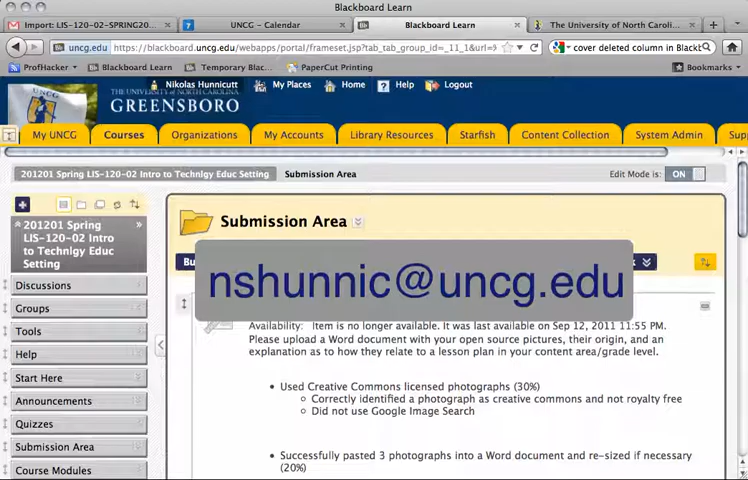 Blackboard Learn
Import: LIS-120-02-SPRING20...
UNCG - Calendar
Blackboard Learn
The University of North Caroli...
uncg.edu https://blackboard.uncg.edu/webapps/portal/frameset.jsp?tab_tab_group_id=_11_1&url=
cover deleted column in Blackb
ProfHacker Blackboard Learn Temporary Blac... PaperCut Printing Bookmarks
Nikolas Hunnicutt My Places Home Help Logout
THE UNIVERSITY OF NORTH CAROLINA
GREENSBORO
UNCG
My UNCG Courses Organizations My Accounts Library Resources Starfish Content Collection System Admin Supp
201201 Spring LIS-120-02 Intro to Technlgy Educ Setting Submission Area Edit Mode is: ON
201201 Spring
LIS-120-02 Intro
to Technlgy Educ
Setting
Discussions
Groups
Tools
Help
Start Here
Announcements
Quizzes
Submission Area
Course Modules
Submission Area
Bu
nshunnic@uncg.edu
Availability: Item is no longer available. It was last available on Sep 12, 2011 11:55 PM.
Please upload a Word document with your open source pictures, their origin, and an
explanation as to how they relate to a lesson plan in your content area/grade level.
• Used Creative Commons licensed photographs (30%)
Correctly identified a photograph as creative commons and not royalty free
Did not use Google Image Search
• Successfully pasted 3 photographs into a Word document and re-sized if necessary
(20%)